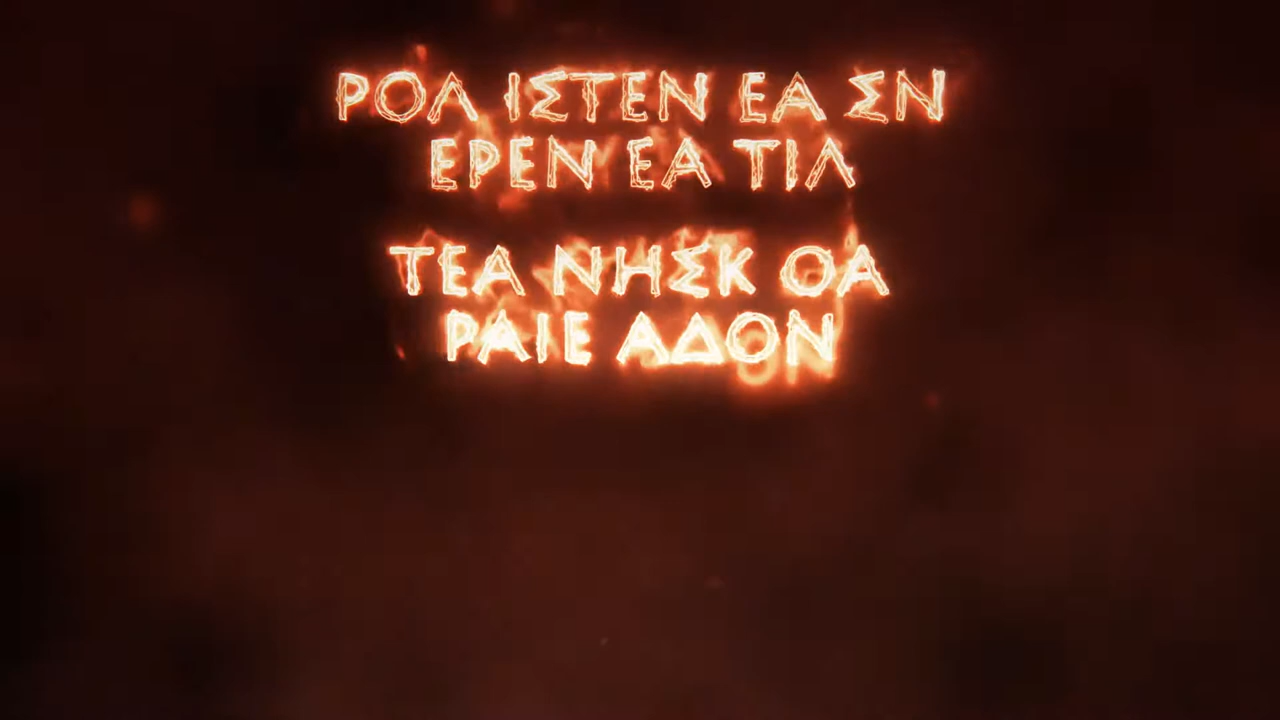 ΡΟΛ ΙΣΤΕΝ ΕΑ ΣΝ
ΕΡΕΝ ΕΑ ΤΙΛ
ΤΕΑ ΝΗΣΚ ΟΑ
ΡΑΙΕ ΑΔΟΝ